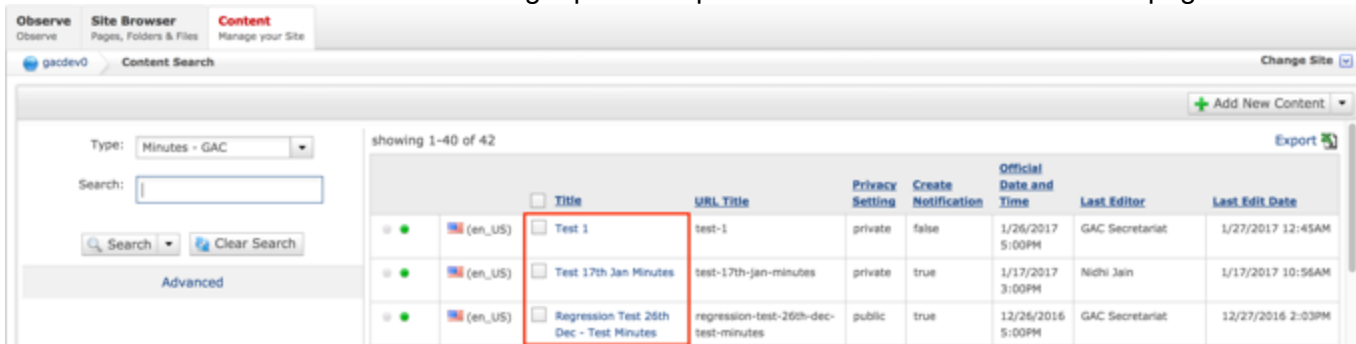 Observe Site Browser Content
Observe Pages, Folders & Files Manage your Site
gacdev0 Content Search Change Site
Add New Content
Type: Minutes - GAC
Search:
Search Clear Search
Advanced
showing 1-40 of 42 Export
Title URL Title Privacy Setting Create Notification Official Date and Time Last Editor Last Edit Date
(en_US) Test 1 test-1 private false 1/26/2017 5:00PM GAC Secretariat 1/27/2017 12:45AM
(en_US) Test 17th Jan Minutes test-17th-jan-minutes private true 1/17/2017 3:00PM Nidhi Jain 1/17/2017 10:56AM
(en_US) Regression Test 26th Dec - Test Minutes regression-test-26th-dec-test-minutes public true 12/26/2016 5:00PM GAC Secretariat 12/27/2016 2:03PM